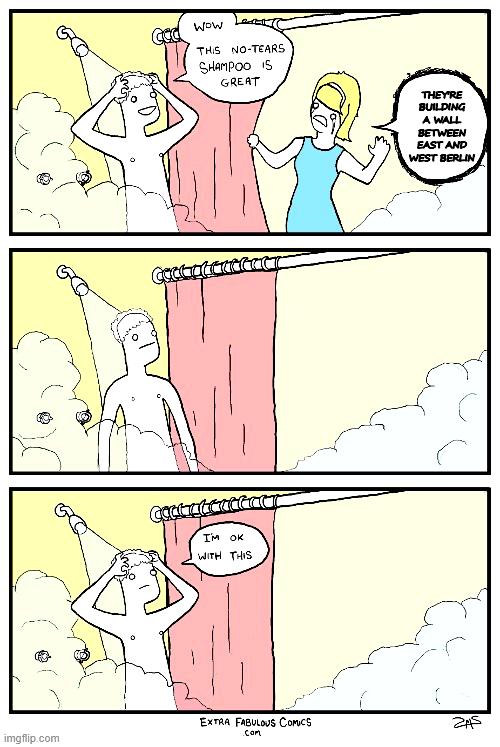 WOW
THIS NO-TEARS
SHAMPOO IS
GREAT
THEY'RE
BUILDING
A WALL
BETWEEN
EAST AND
WEST BERLIN
I'M OK
WITH THIS
EXTRA FABULOUS COMICS
.COM
ZMS
imgflip.com